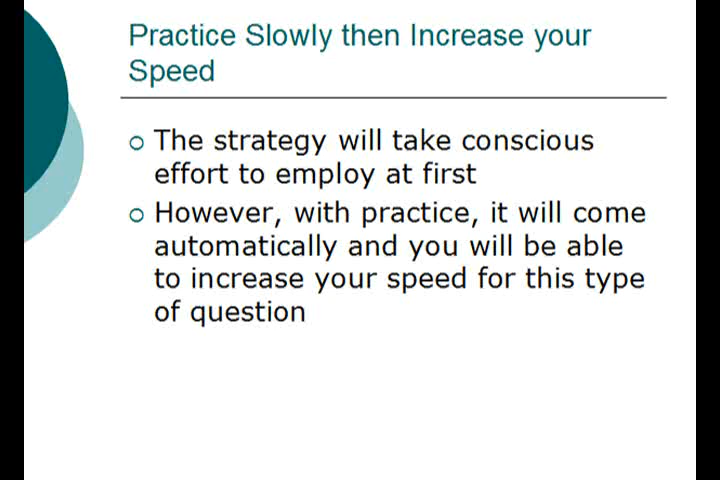 Practice Slowly then Increase your
Speed
The strategy will take conscious
effort to employ at first
However, with practice, it will come
automatically and you will be able
to increase your speed for this type
of question